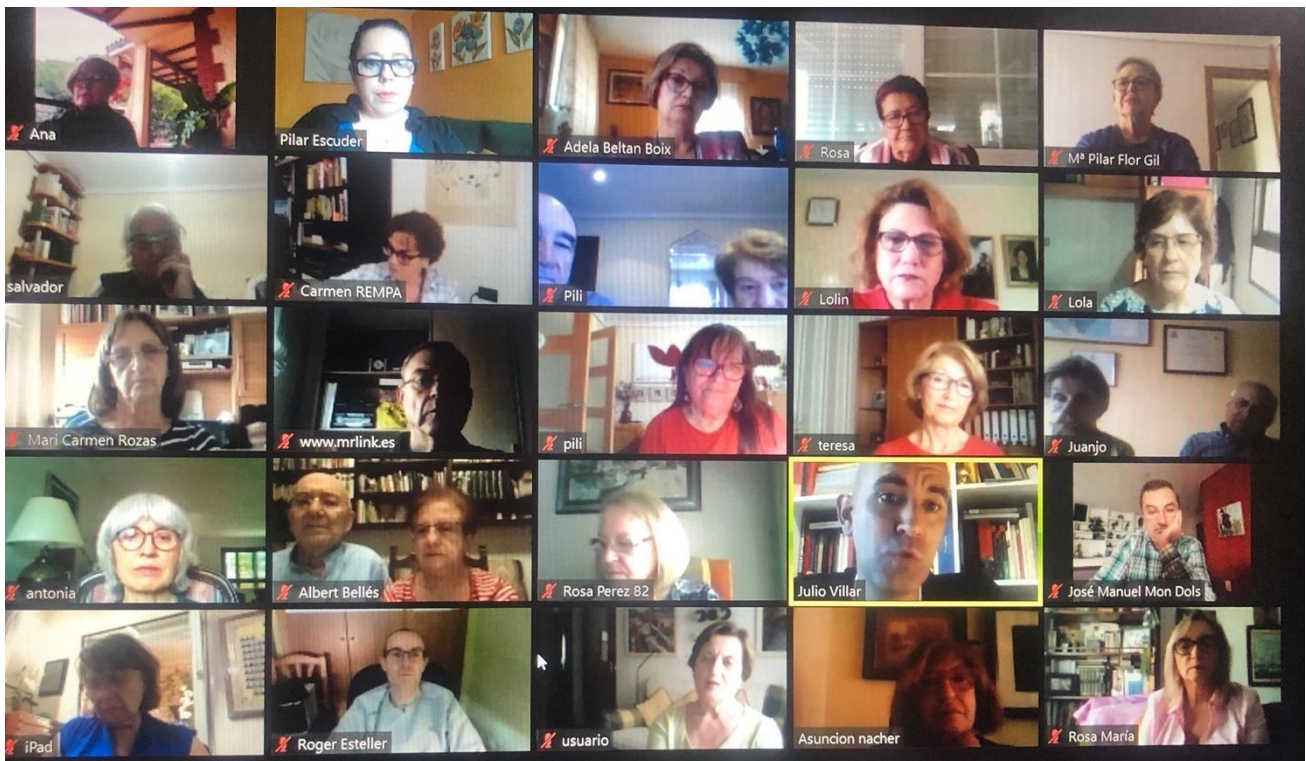 Ana
Pilar Escuder
Adela Beltan Boix
Rosa
Mª Pilar Flor Gil
salvador
Carmen REMPA
Pili
Lolin
Lola
Mari Carmen Rozas
www.mrlink.es
pili
teresa
Juanjo
antonia
Albert Bellés
Rosa Perez 82
Julio Villar
José Manuel Mon Dols
iPad
Roger Esteller
usuario
Asuncion nacher
Rosa María